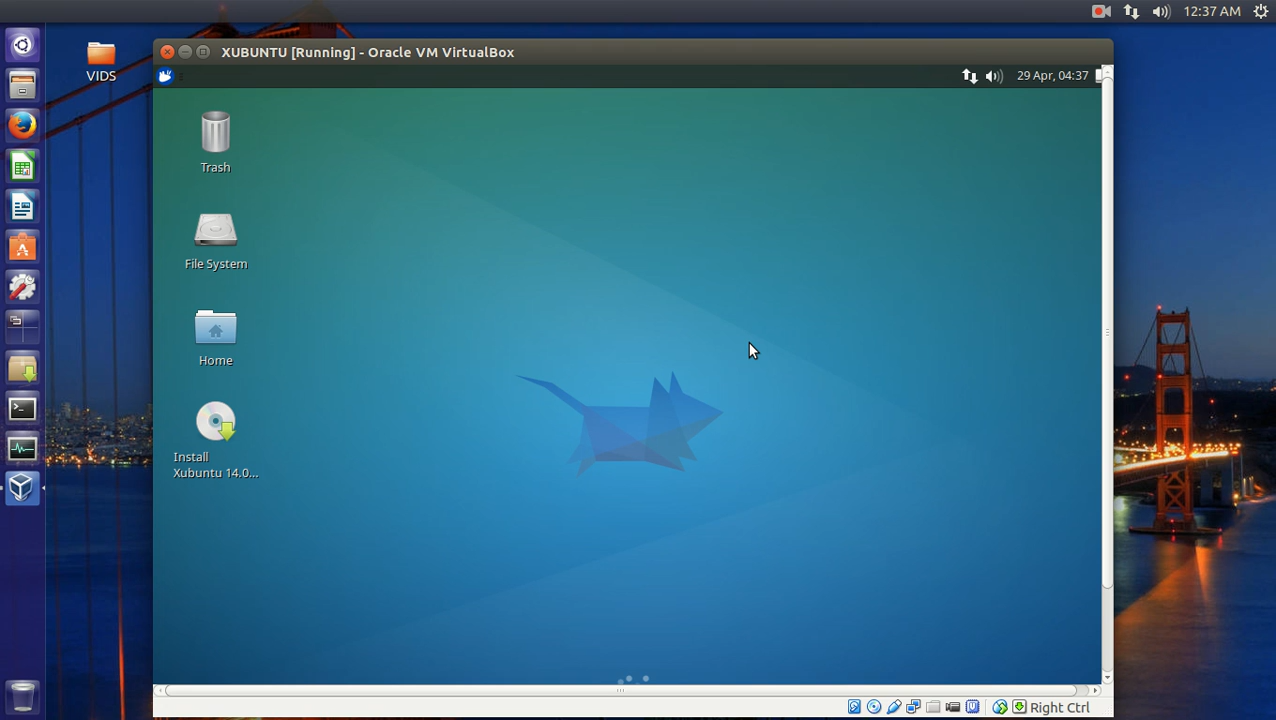 12:37 AM
VIDS
XUBUNTU [Running] - Oracle VM VirtualBox
29 Apr, 04:37
Trash
File System
Home
Install
Xubuntu 14.0...
Right Ctrl